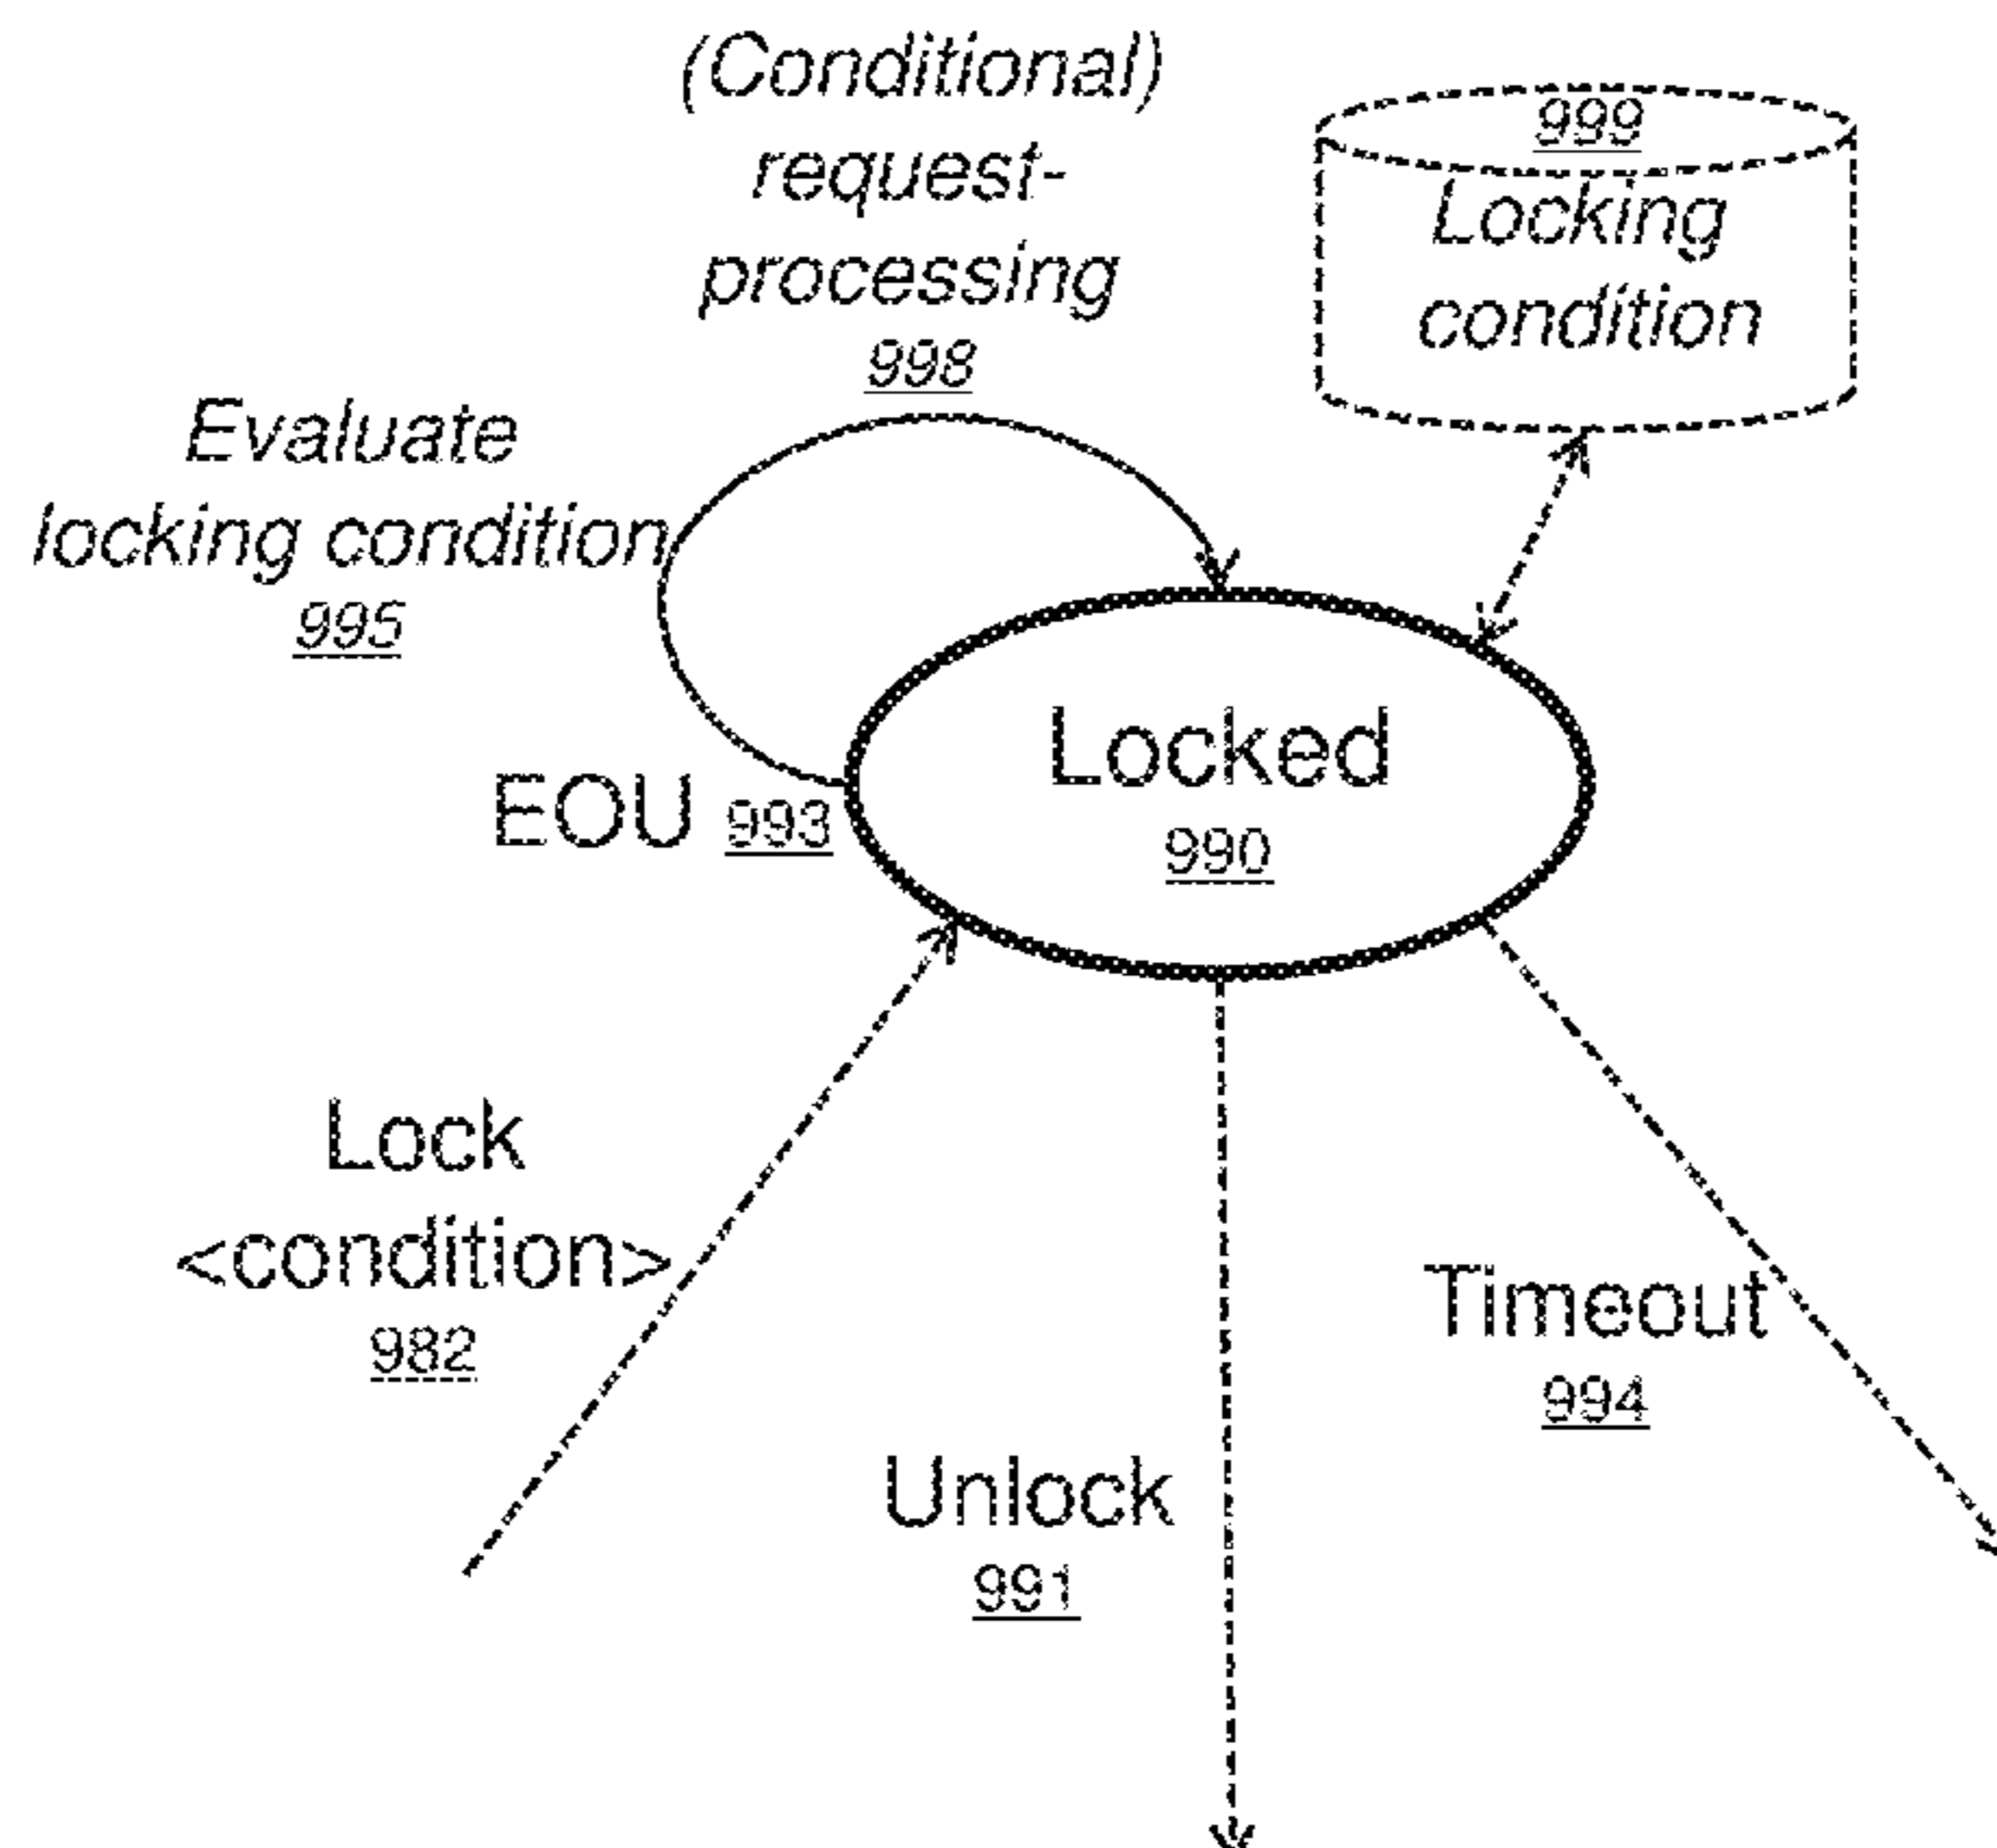 (Conditional)
request-
processing
998
999
Locking
condition
Evaluate
locking condition
995
Locked
990
EOU 993
Lock
<condition>
982
Timeout
994
Unlock
991